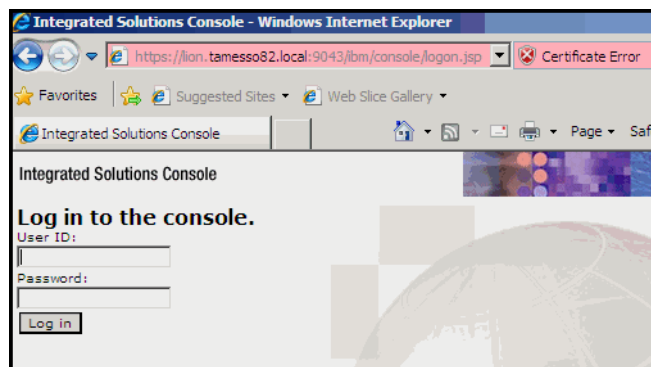 Integrated Solutions Console - Windows Internet Explorer
https://lion.tamesso82.local:9043/ibm/console/logon.jsp Certificate Error
Favorites Suggested Sites Web Slice Gallery
Integrated Solutions Console Page Saf
Integrated Solutions Console
Log in to the console.
User ID:
Password:
Log in